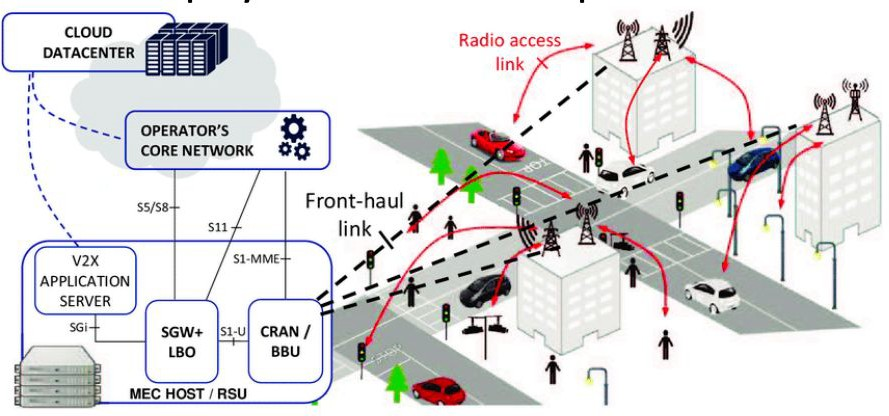 CLOUD
DATACENTER
Radio access
link
OPERATOR'S
CORE NETWORK
S5/S8
S11
S1-MME
Front-haul
link
V2X
APPLICATION
SERVER
SGi
SGW+
LBO
S1-U
CRAN /
BBU
MEC HOST / RSU
STOP